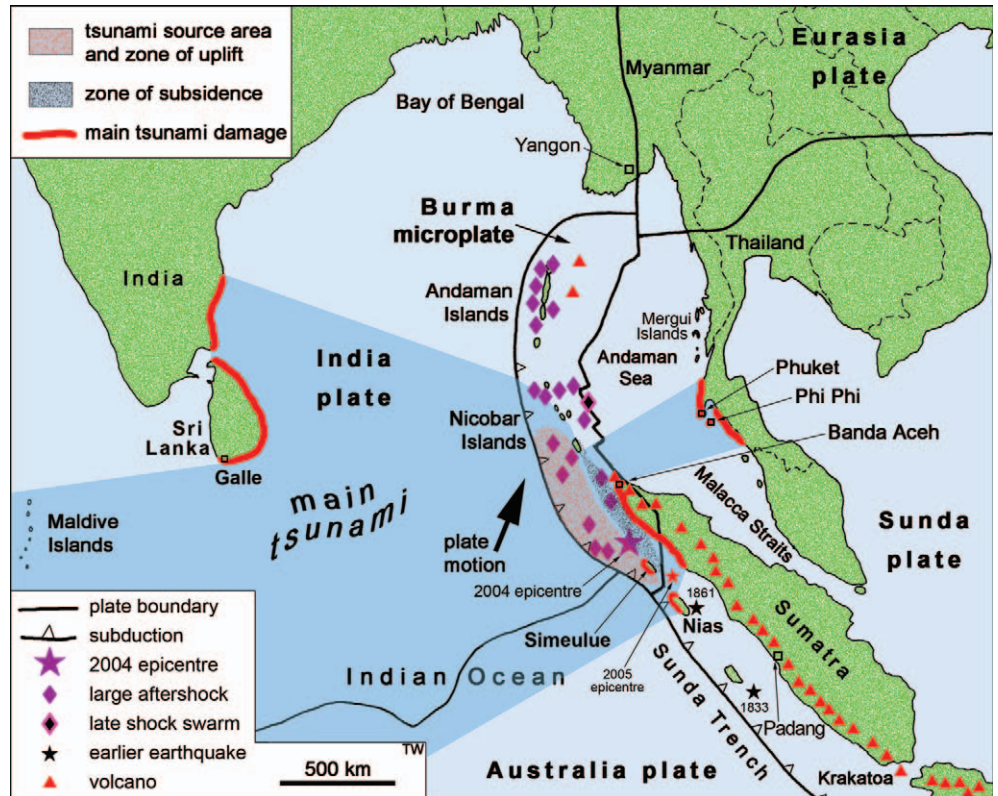 tsunami source area
and zone of uplift
zone of subsidence
main tsunami damage
Eurasia
plate
Myanmar
Bay of Bengal
Yangon
Burma
microplate
Thailand
India
Andaman
Islands
Mergui
Islands
Andaman
Sea
India
plate
Phuket
Phi Phi
Nicobar
Islands
Banda Aceh
Sri
Lanka
Galle
main
tsunami
Malacca Straits
Sunda
plate
Maldive
Islands
plate
motion
2004 epicentre
1861
Nias
Simeulue
Sumatra
2005
epicentre
Indian Ocean
Sunda Trench
1833
Padang
Krakatoa
Australia plate
plate boundary
subduction
2004 epicentre
large aftershock
late shock swarm
earlier earthquake
volcano
TW
500 km